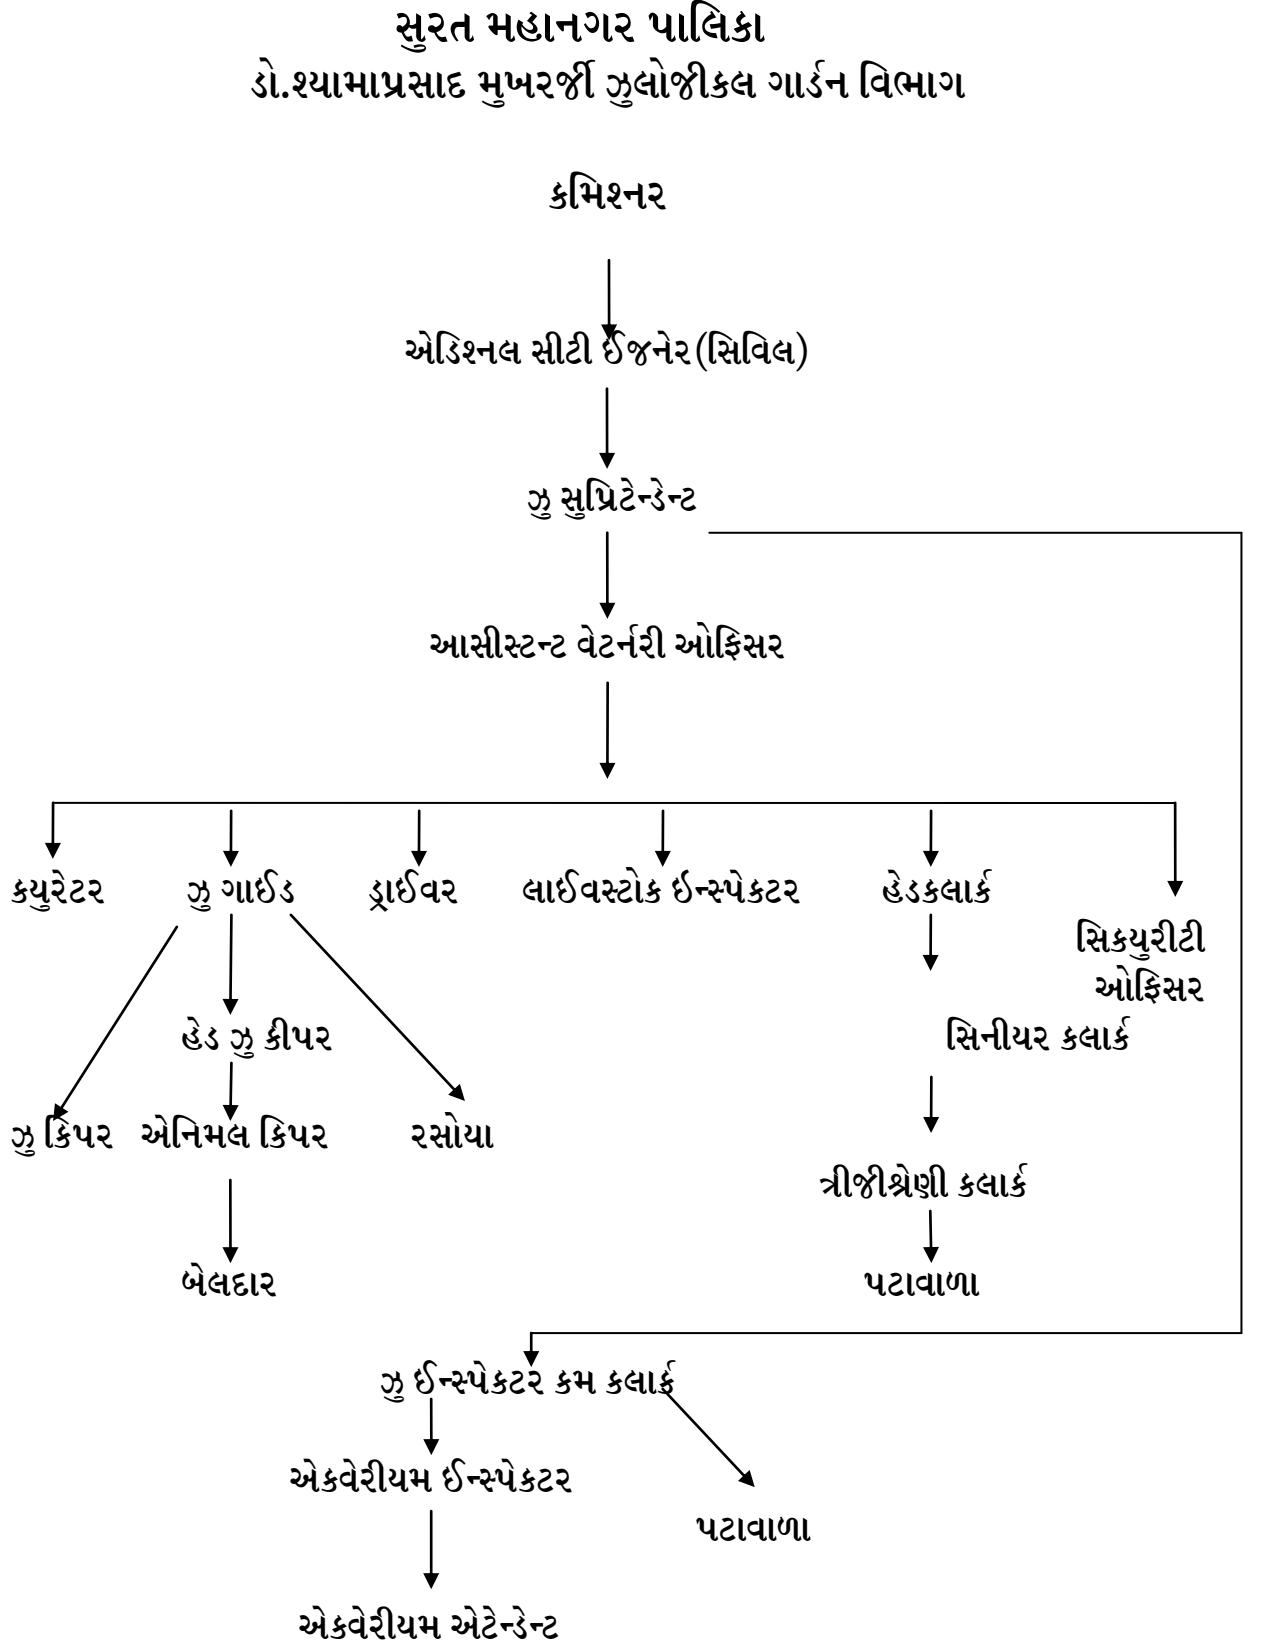 સુરત મહાનગર પાલિકા
ડો.શ્યામાપ્રસાદ મુખરર્જી ઝુલોજીકલ ગાર્ડન વિભાગ
કમિશ્નર
એડિશ્નલ સીટી ઈજનેર(સિવિલ)
ઝુ સુપ્રિટેન્ડેન્ટ
આસીસ્ટન્ટ વેટર્નરી ઓફિસર
કયુરેટર ઝુ ગાઈડ ડ્રાઈવર લાઈવસ્ટોક ઇન્સ્પેકટર હેડકલાર્ક
સિકયુરીટી
ઓફિસર
હેડ ઝુ કીપર સિનીયર કલાર્ક
ઝુ કિપર એનિમલ કિપર રસોયા
ત્રીજીશ્રેણી કલાર્ક
બેલદાર પટાવાળા
ઝુ ઈન્સ્પેકટર કમ કલાર્ક
એકવેરીયમ ઈન્સ્પેકટર
પટાવાળા
એકવેરીયમ એટેન્ડેન્ટ